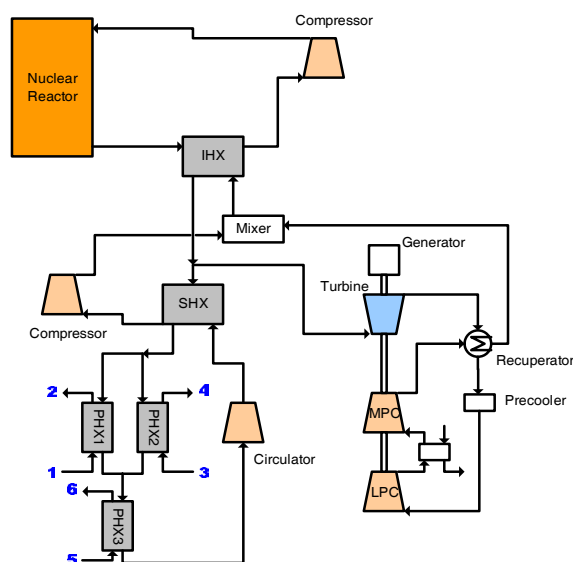 Compressor
Nuclear
Reactor
IHX
Mixer
Generator
Turbine
SHX
Compressor
Recuperator
Precooler
2
4
PHX1
PHX2
MPC
1
3
Circulator
6
PHX3
LPC
5